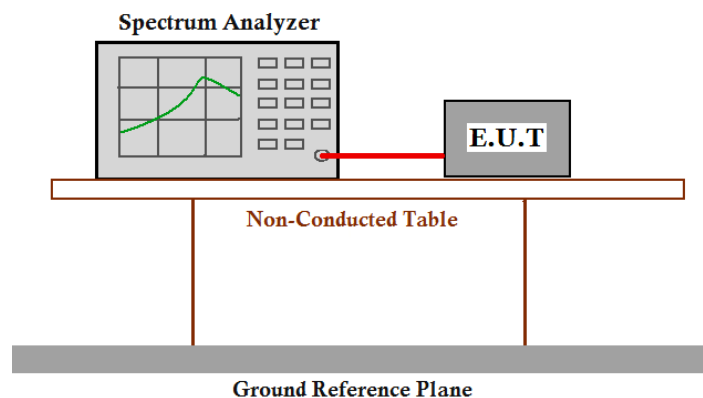 Spectrum Analyzer
E.U.T
Non-Conducted Table
Ground Reference Plane